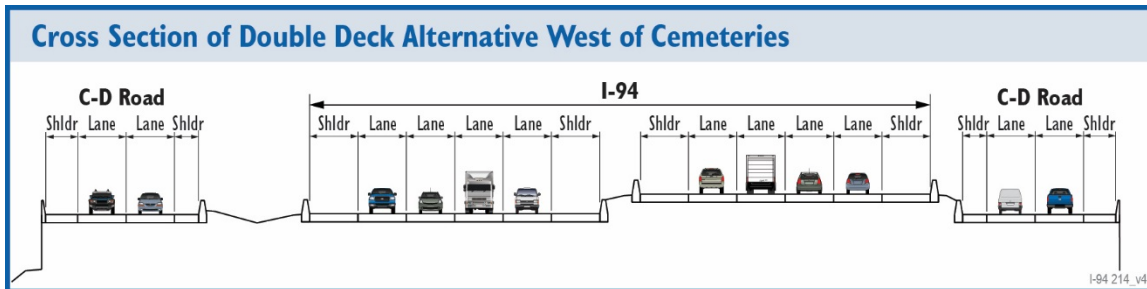 Cross Section of Double Deck Alternative West of Cemeteries
I-94
C-D Road C-D Road
Shldr Lane Lane Shldr Shldr Lane Lane Lane Lane Shldr Shldr Lane Lane Lane Lane Shldr Shldr Lane Lane Shldr
I-94 214_v4